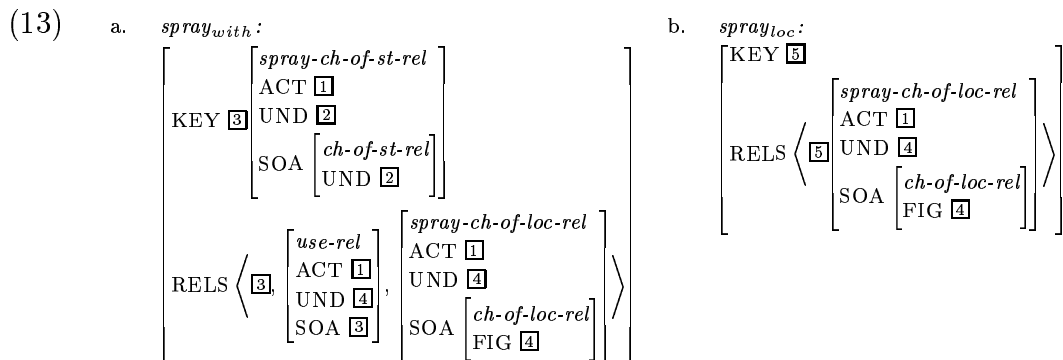 (13) a. spray_with: b. spray_loc:
KEY 3 spray-ch-of-st-rel
ACT 1
UND 2
SOA ch-of-st-rel
UND 2
RELS ⟨ 3, use-rel
ACT 1
UND 4
SOA 3
, spray-ch-of-loc-rel
ACT 1
UND 4
SOA ch-of-loc-rel
FIG 4 ⟩
KEY 5
RELS ⟨ 5 spray-ch-of-loc-rel
ACT 1
UND 4
SOA ch-of-loc-rel
FIG 4 ⟩